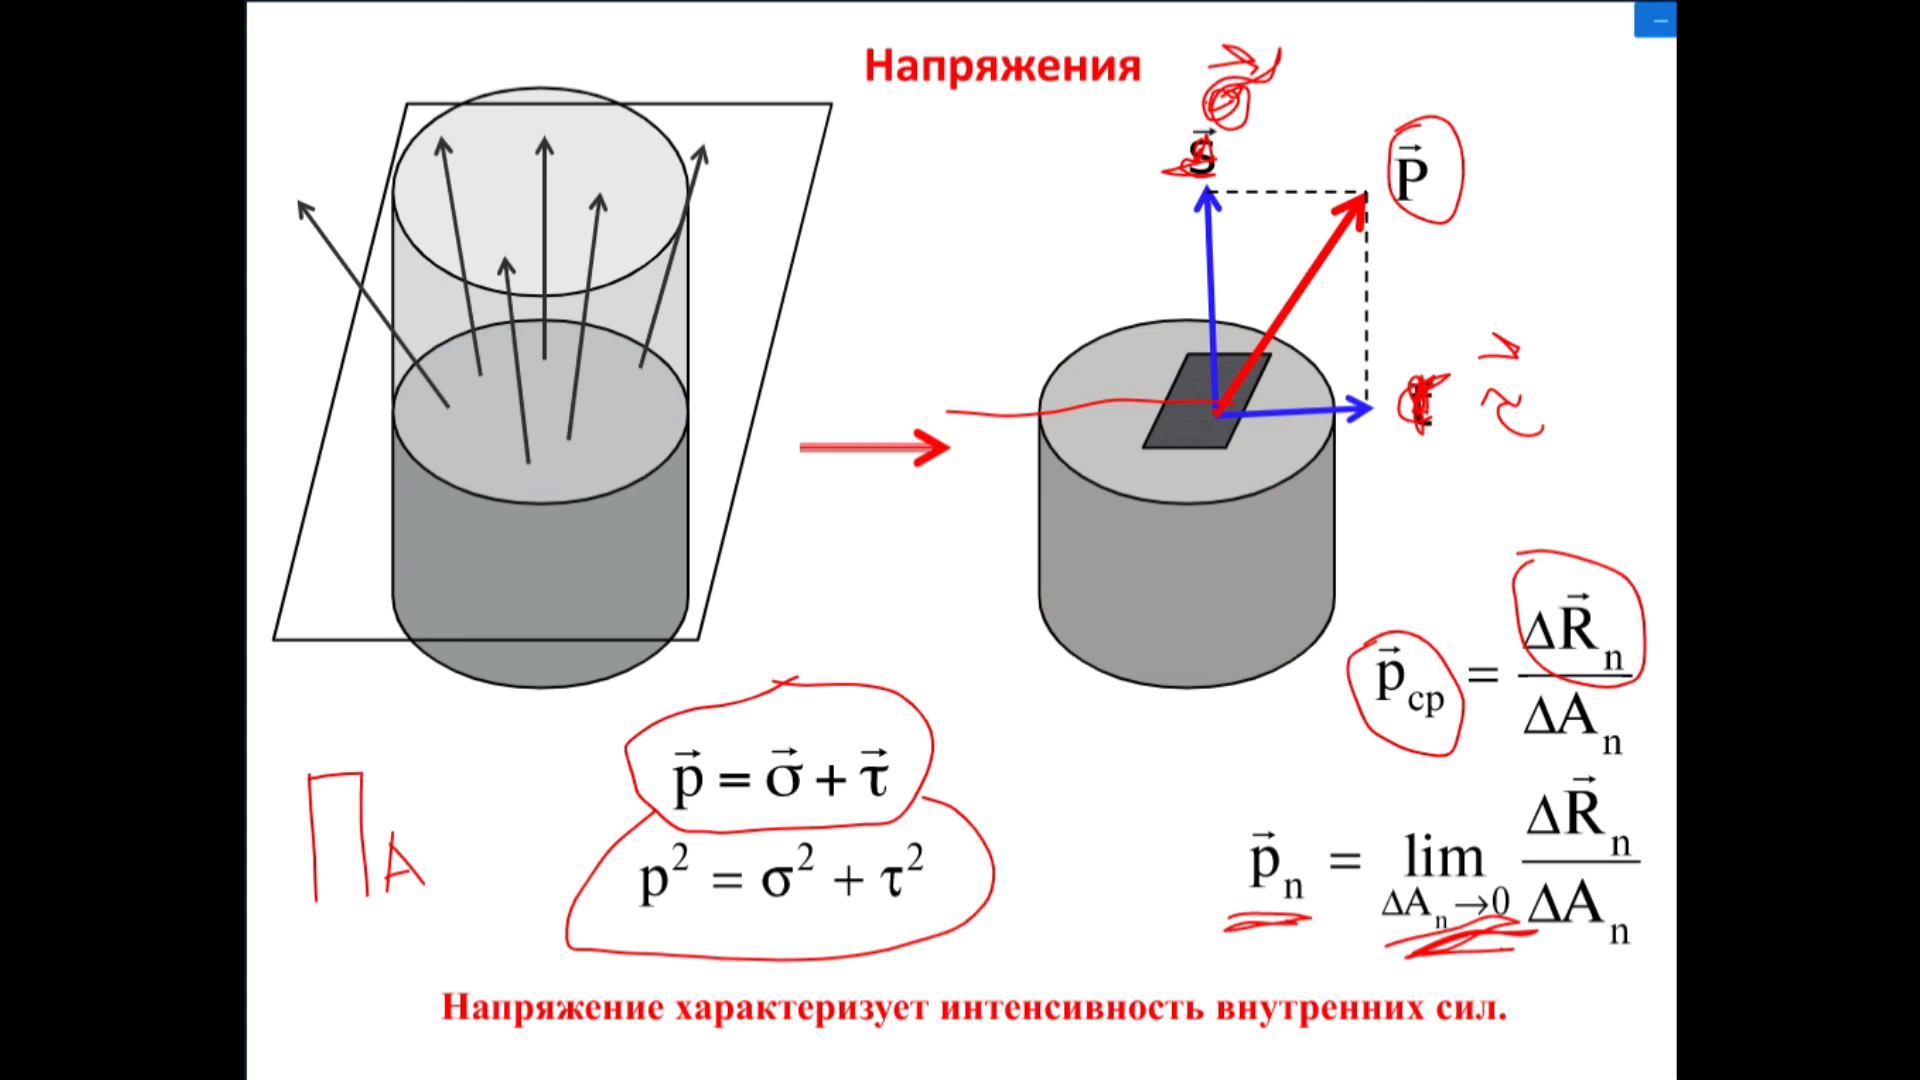 Напряжения
σ⃗
s⃗
P⃗
τ⃗
p⃗ср = ΔR⃗n / ΔAn
p⃗ = σ⃗ + τ⃗
p² = σ² + τ²
ПА
p⃗n = lim ΔAn→0 ΔR⃗n / ΔAn
Напряжение характеризует интенсивность внутренних сил.